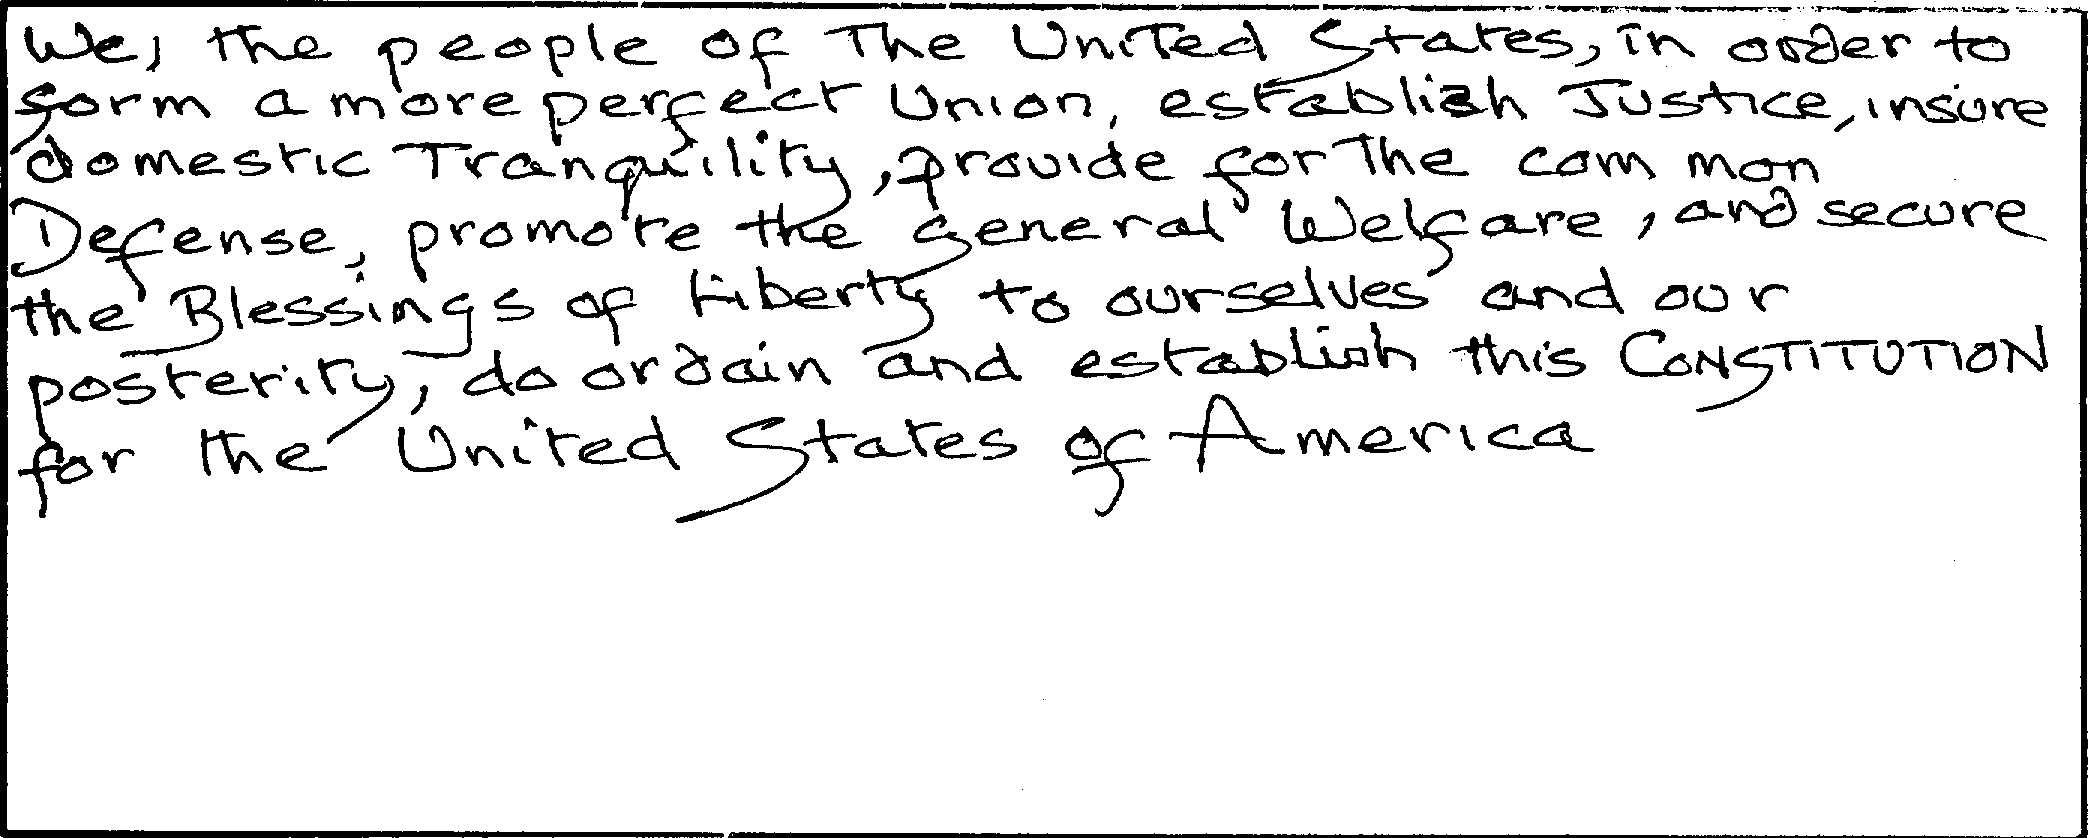 We, the people of The United States, in order to
form a more perfect Union, establish Justice, insure
domestic Tranquility, provide for The com mon
Defense, promote the general Welfare, and secure
the Blessings of Liberty to ourselves and our
posterity, do ordain and establish this CONSTITUTION
for the United States of America